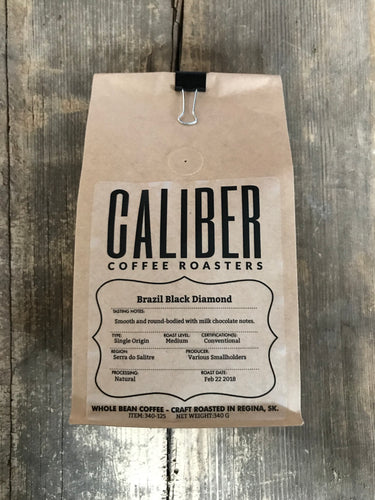 CALIBER
COFFEE ROASTERS
Brazil Black Diamond
TASTING NOTES:
Smooth and round-bodied with milk chocolate notes.
TYPE: ROAST LEVEL: CERTIFICATION(S):
Single Origin Medium Conventional
REGION: PRODUCER:
Serra do Salitre Various Smallholders
PROCESSING: ROAST DATE:
Natural Feb 22 2018
WHOLE BEAN COFFEE - CRAFT ROASTED IN REGINA, SK.
ITEM: 340-125 NET WEIGHT: 340 G